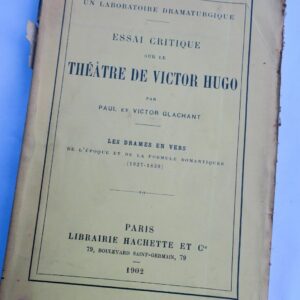 UN LABORATOIRE DRAMATURGIQUE
ESSAI CRITIQUE
SUR LE
THÉÂTRE DE VICTOR HUGO
PAR
PAUL ET VICTOR GLACHANT
LES DRAMES EN VERS
DE L'ÉPOQUE ET DE LA FORMULE ROMANTIQUES
(1827-1839)
PARIS
LIBRAIRIE HACHETTE ET Cie
79, BOULEVARD SAINT-GERMAIN, 79
1902